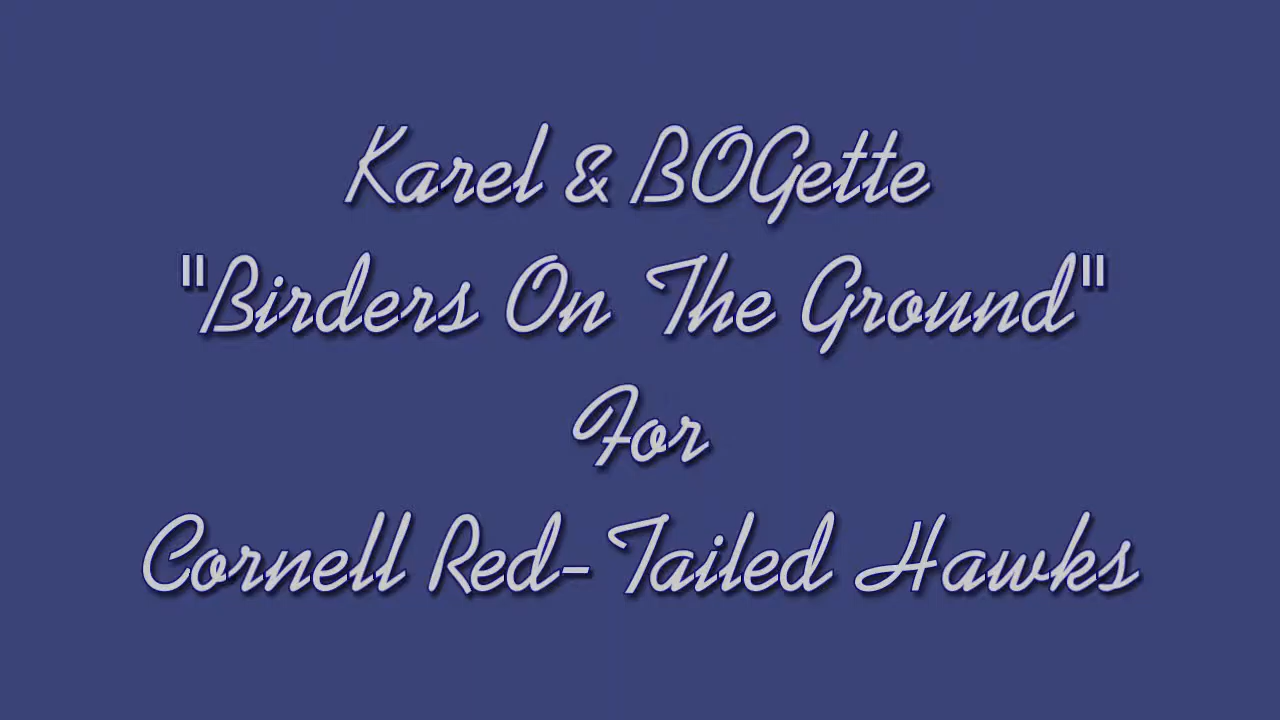 Karel & BOGette
"Birders On The Ground"
For
Cornell Red-Tailed Hawks